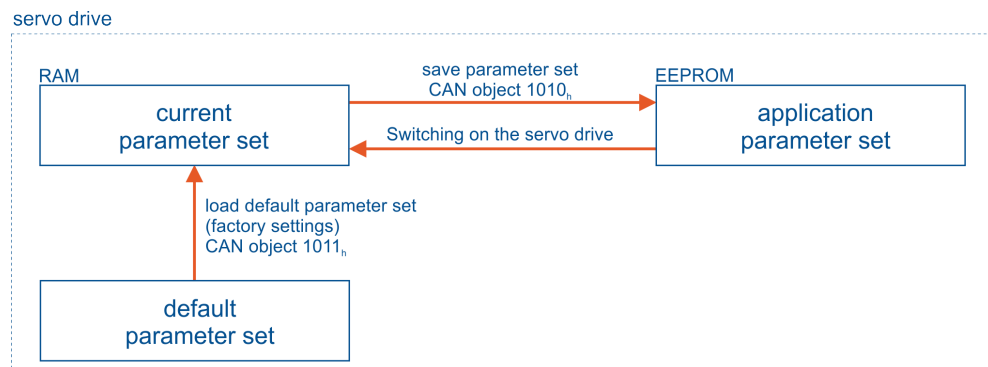 servo drive
RAM
save parameter set
CAN object 1010h
EEPROM
current
parameter set
Switching on the servo drive
application
parameter set
load default parameter set
(factory settings)
CAN object 1011h
default
parameter set